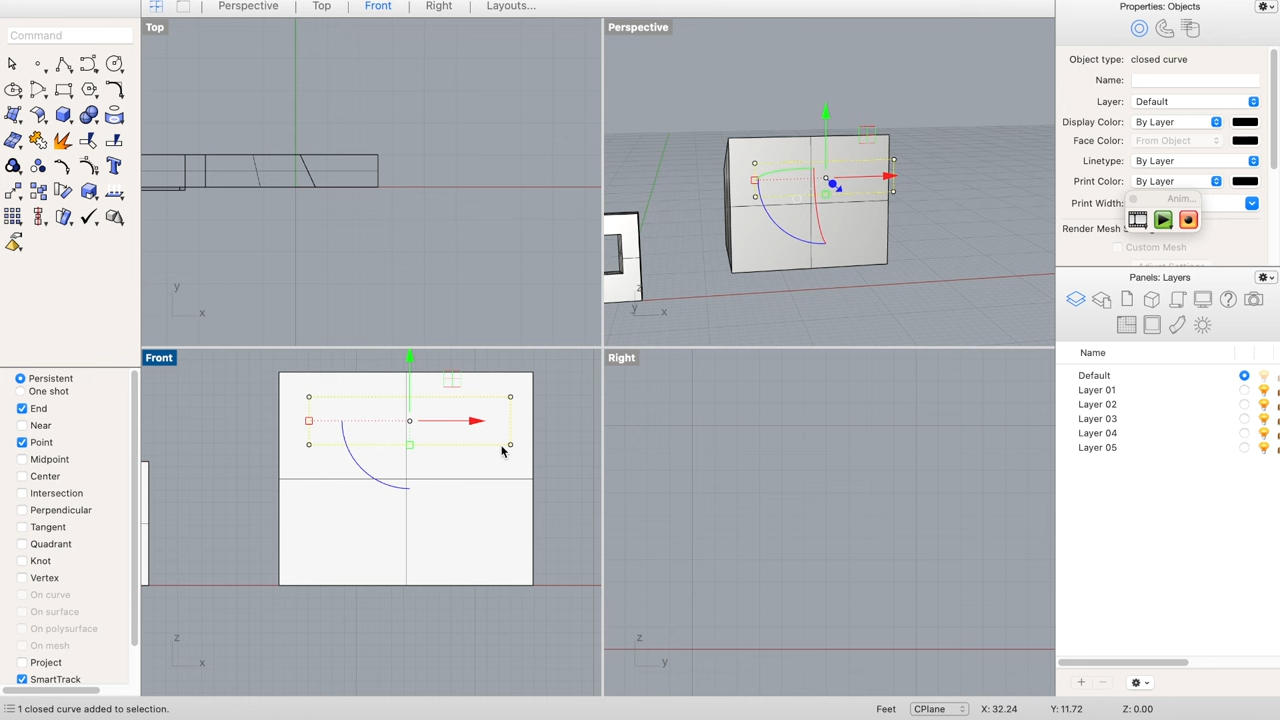 Perspective
Top
Front
Right
Layouts...
Properties: Objects
Command
Top
y
x
Perspective
z
y
x
Object type: closed curve
Name:
Layer: Default
Display Color: By Layer
Face Color: From Object
Linetype: By Layer
Print Color: By Layer
Anim...
Print Width:
Render Mesh S
Custom Mesh
Adjust Settings
Panels: Layers
Name
Default
Layer 01
Layer 02
Layer 03
Layer 04
Layer 05
Front
z
x
Right
z
y
Persistent
One shot
End
Near
Point
Midpoint
Center
Intersection
Perpendicular
Tangent
Quadrant
Knot
Vertex
On curve
On surface
On polysurface
On mesh
Project
SmartTrack
1 closed curve added to selection.
Feet
CPlane
X: 32.24
Y: 11.72
Z: 0.00